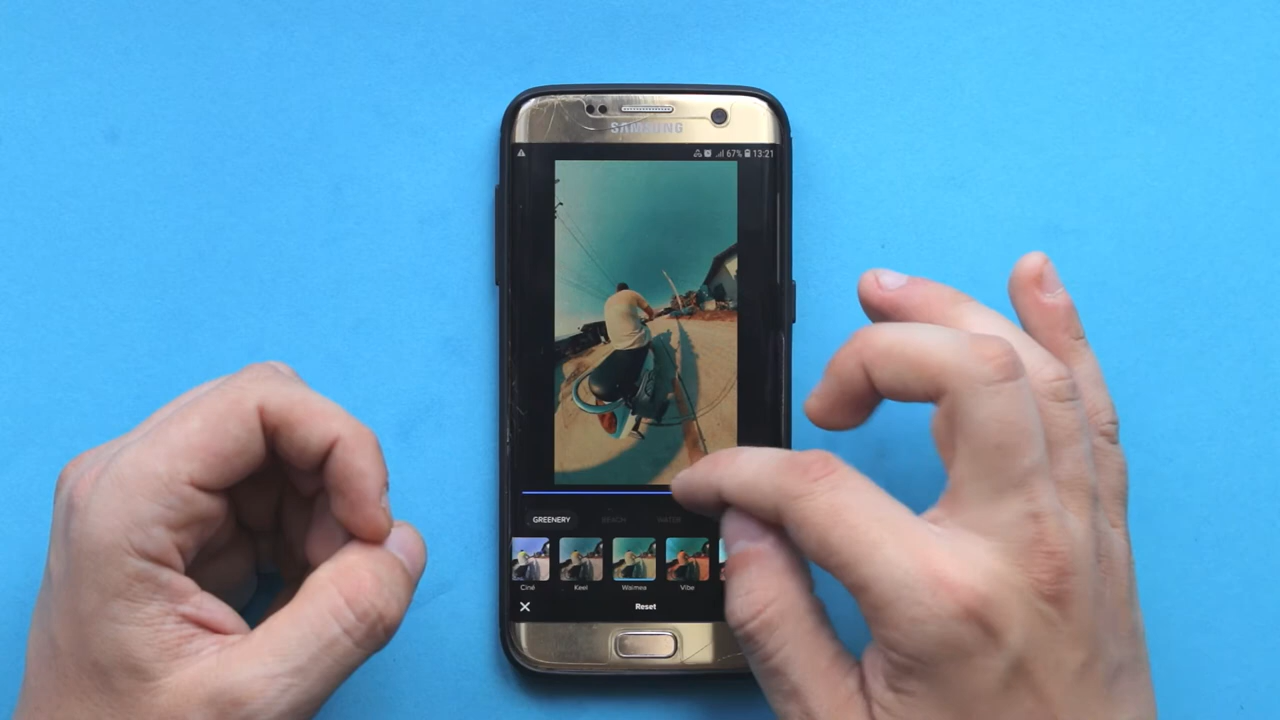 SAMSUNG
67% 13:21
GREENERY BEACH WATER
Ciné Keel Waimea Vibe
Reset